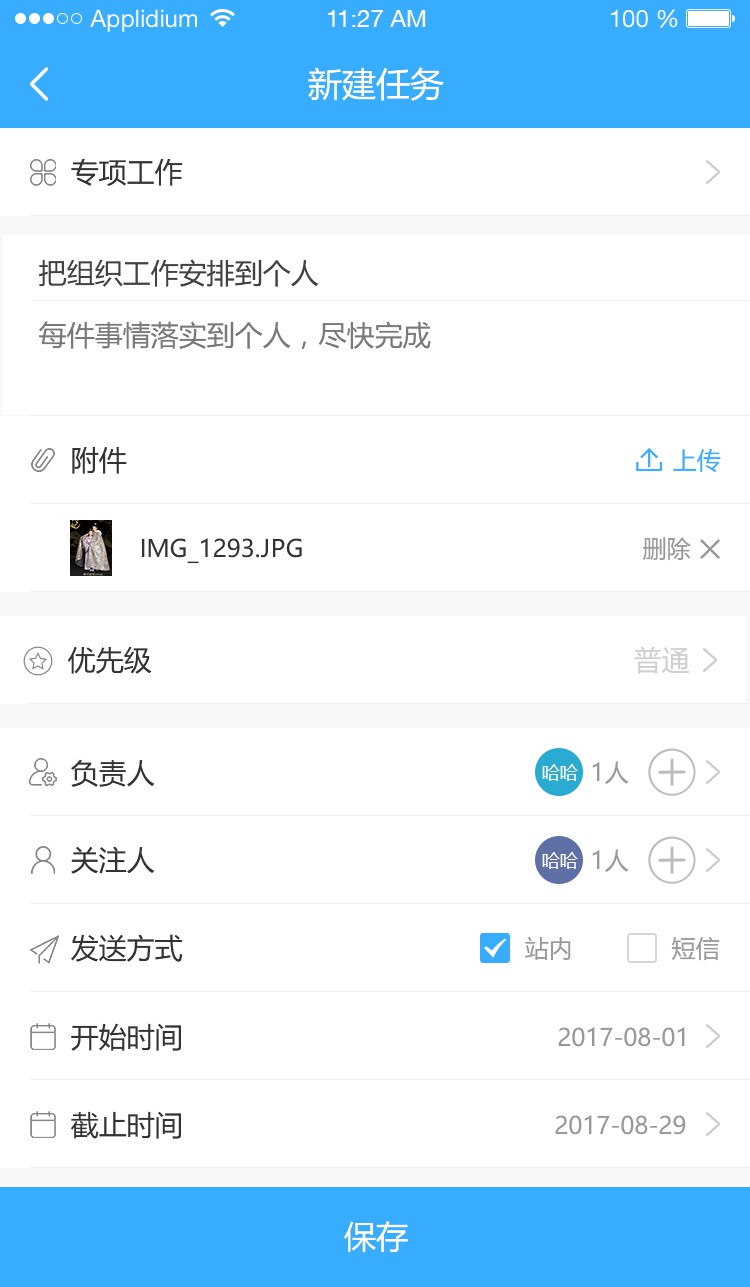 Applidium 11:27 AM 100 %
新建任务
专项工作
把组织工作安排到个人
每件事情落实到个人，尽快完成
附件 上传
IMG_1293.JPG 删除
优先级 普通
负责人 哈哈 1人
关注人 哈哈 1人
发送方式 站内 短信
开始时间 2017-08-01
截止时间 2017-08-29
保存